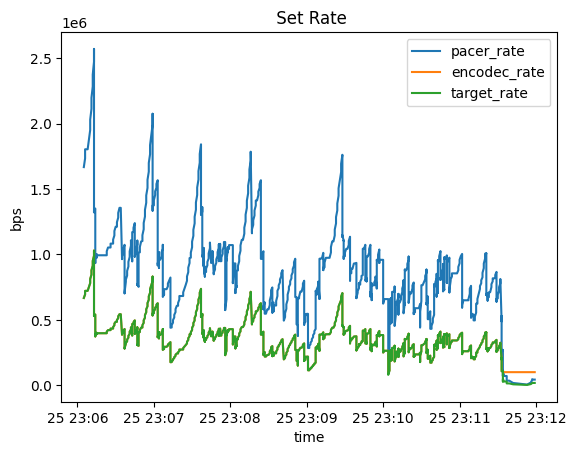 Set Rate
1e6
pacer_rate
encodec_rate
target_rate
2.5
2.0
1.5
1.0
0.5
0.0
bps
25 23:06 25 23:07 25 23:08 25 23:09 25 23:10 25 23:11 25 23:12
time